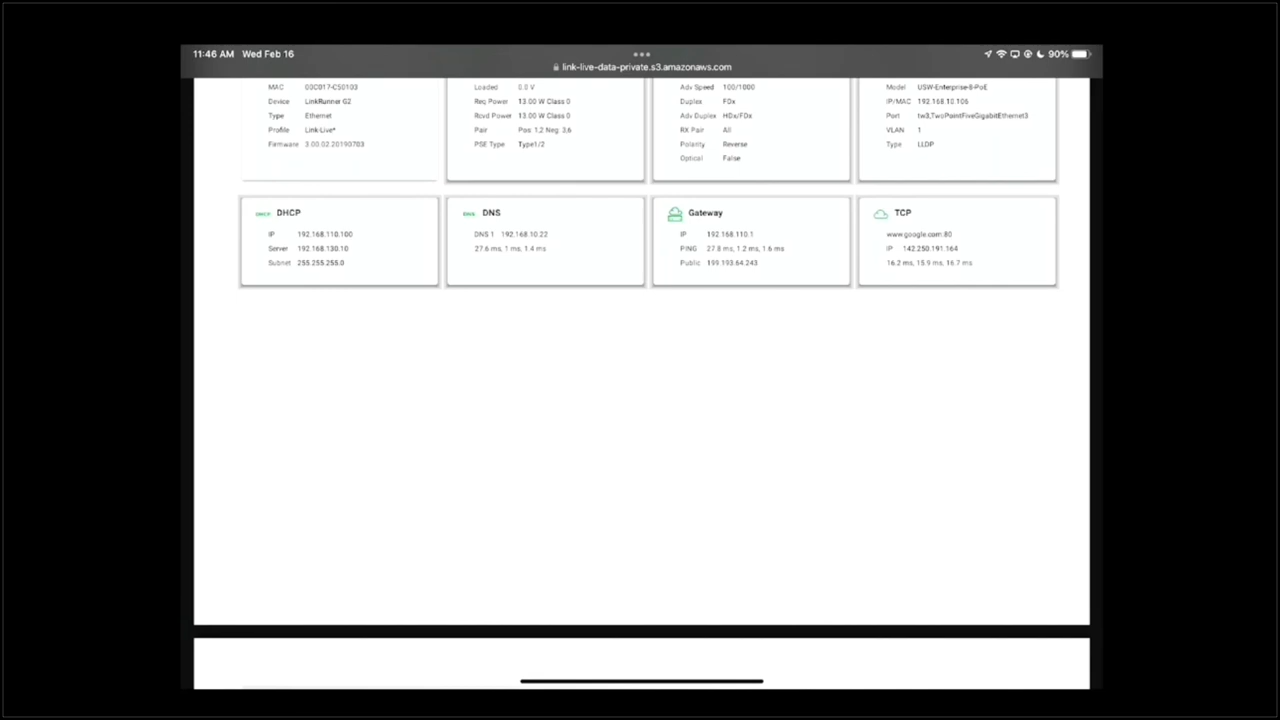 11:46 AM Wed Feb 16
90%
link-live-data-private.s3.amazonaws.com
MAC 00C017-C50103
Device LinkRunner G2
Type Ethernet
Profile Link-Live*
Firmware 3.00.02.20190703
Loaded 0.0 V
Req Power 13.00 W Class 0
Rcvd Power 13.00 W Class 0
Pair Pos: 1,2 Neg: 3,6
PSE Type Type1/2
Adv Speed 100/1000
Duplex FDx
Adv Duplex HDx/FDx
RX Pair All
Polarity Reverse
Optical False
Model USW-Enterprise-8-PoE
IP/MAC 192.168.10.106
Port tw3,TwoPointFiveGigabitEthernet3
VLAN 1
Type LLDP
DHCP DHCP
IP 192.168.110.100
Server 192.168.130.10
Subnet 255.255.255.0
DNS DNS
DNS 1 192.168.10.22
27.6 ms, 1 ms, 1.4 ms
Gateway
IP 192.168.110.1
PING 27.8 ms, 1.2 ms, 1.6 ms
Public 199.193.64.243
TCP
www.google.com:80
IP 142.250.191.164
16.2 ms, 15.9 ms, 16.7 ms